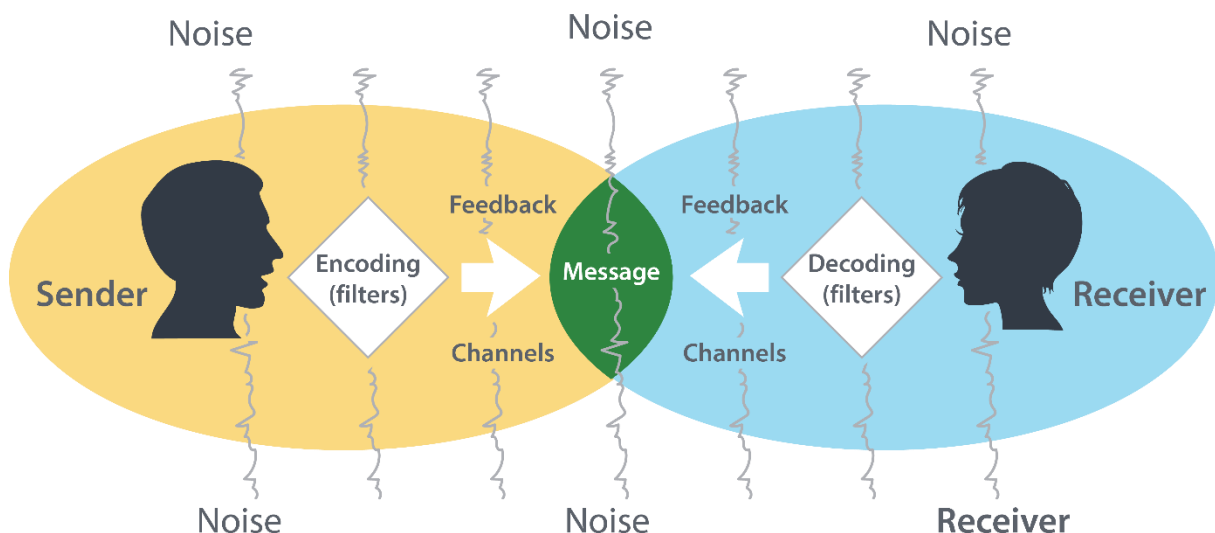 Noise
Noise
Noise
Feedback
Feedback
Sender
Encoding
(filters)
Message
Decoding
(filters)
Receiver
Channels
Channels
Noise
Noise
Receiver